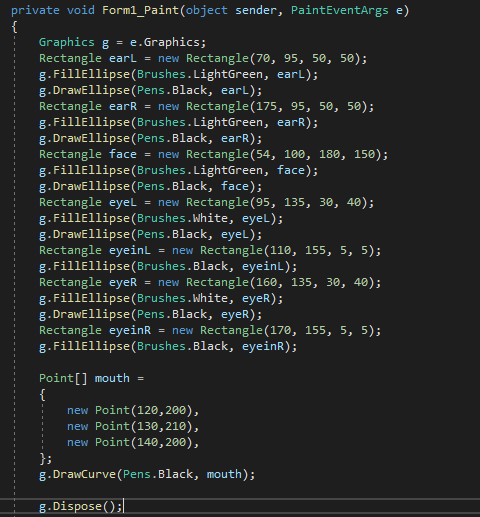 private void Form1_Paint(object sender, PaintEventArgs e)
{
Graphics g = e.Graphics;
Rectangle earL = new Rectangle(70, 95, 50, 50);
g.FillEllipse(Brushes.LightGreen, earL);
g.DrawEllipse(Pens.Black, earL);
Rectangle earR = new Rectangle(175, 95, 50, 50);
g.FillEllipse(Brushes.LightGreen, earR);
g.DrawEllipse(Pens.Black, earR);
Rectangle face = new Rectangle(54, 100, 180, 150);
g.FillEllipse(Brushes.LightGreen, face);
g.DrawEllipse(Pens.Black, face);
Rectangle eyeL = new Rectangle(95, 135, 30, 40);
g.FillEllipse(Brushes.White, eyeL);
g.DrawEllipse(Pens.Black, eyeL);
Rectangle eyeinL = new Rectangle(110, 155, 5, 5);
g.FillEllipse(Brushes.Black, eyeinL);
Rectangle eyeR = new Rectangle(160, 135, 30, 40);
g.FillEllipse(Brushes.White, eyeR);
g.DrawEllipse(Pens.Black, eyeR);
Rectangle eyeinR = new Rectangle(170, 155, 5, 5);
g.FillEllipse(Brushes.Black, eyeinR);
Point[] mouth =
{
new Point(120,200),
new Point(130,210),
new Point(140,200),
};
g.DrawCurve(Pens.Black, mouth);
g.Dispose();